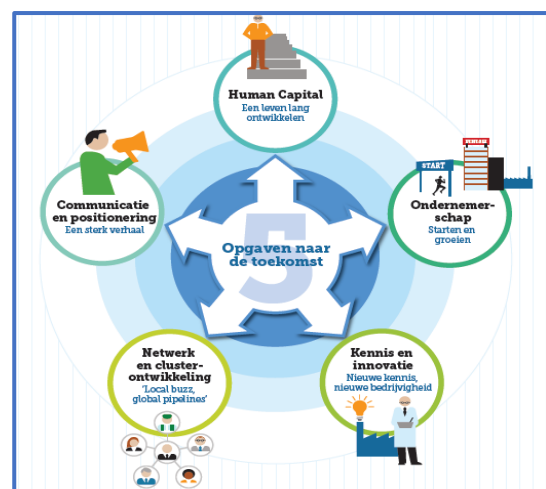 Human Capital
Een leven lang
ontwikkelen
START
Ondernemer-
schap
Starten en
groeien
Kennis en
innovatie
Nieuwe kennis,
nieuwe bedrijvigheid
Netwerk
en cluster-
ontwikkeling
'Local buzz,
global pipelines'
Communicatie
en positionering
Een sterk verhaal
5
Opgaven naar
de toekomst